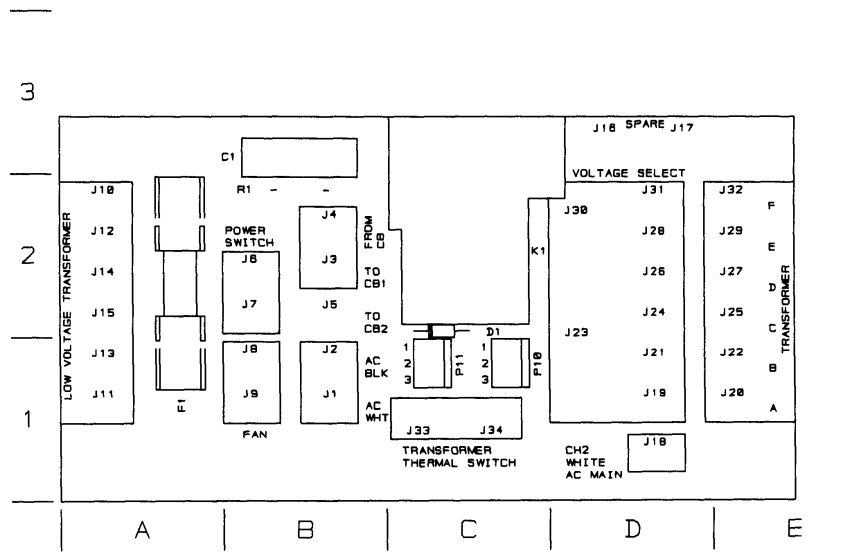 3
J16 SPARE J17
C1
VOLTAGE SELECT
R1 - -
J10 J31 J32
J4 J30 F
J12 POWER SWITCH FROM CB J28 J29
2 K1 E
J14 J6 J3 TO CB1 J26 J27
D
LOW VOLTAGE TRANSFORMER TRANSFORMER
J15 J7 J5 TO CB2 J24 J25
D1 J23 C
J13 J8 J2 AC BLK 1 2 3 P11 1 2 3 P10 J21 J22
B
J11 J9 J1 J19 J20
F1 AC WHT A
1 J33 J34
FAN J18
TRANSFORMER THERMAL SWITCH
CH2 WHITE AC MAIN
A B C D E